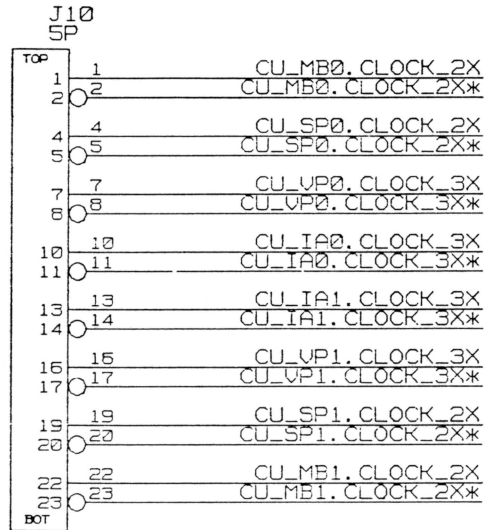 J10
5P
TOP
1 1 CU_MB0.CLOCK_2X
2 2 CU_MB0.CLOCK_2X*
4 4 CU_SP0.CLOCK_2X
5 5 CU_SP0.CLOCK_2X*
7 7 CU_VP0.CLOCK_3X
8 8 CU_VP0.CLOCK_3X*
10 10 CU_IA0.CLOCK_3X
11 11 CU_IA0.CLOCK_3X*
13 13 CU_IA1.CLOCK_3X
14 14 CU_IA1.CLOCK_3X*
16 16 CU_VP1.CLOCK_3X
17 17 CU_VP1.CLOCK_3X*
19 19 CU_SP1.CLOCK_2X
20 20 CU_SP1.CLOCK_2X*
22 22 CU_MB1.CLOCK_2X
23 23 CU_MB1.CLOCK_2X*
BOT